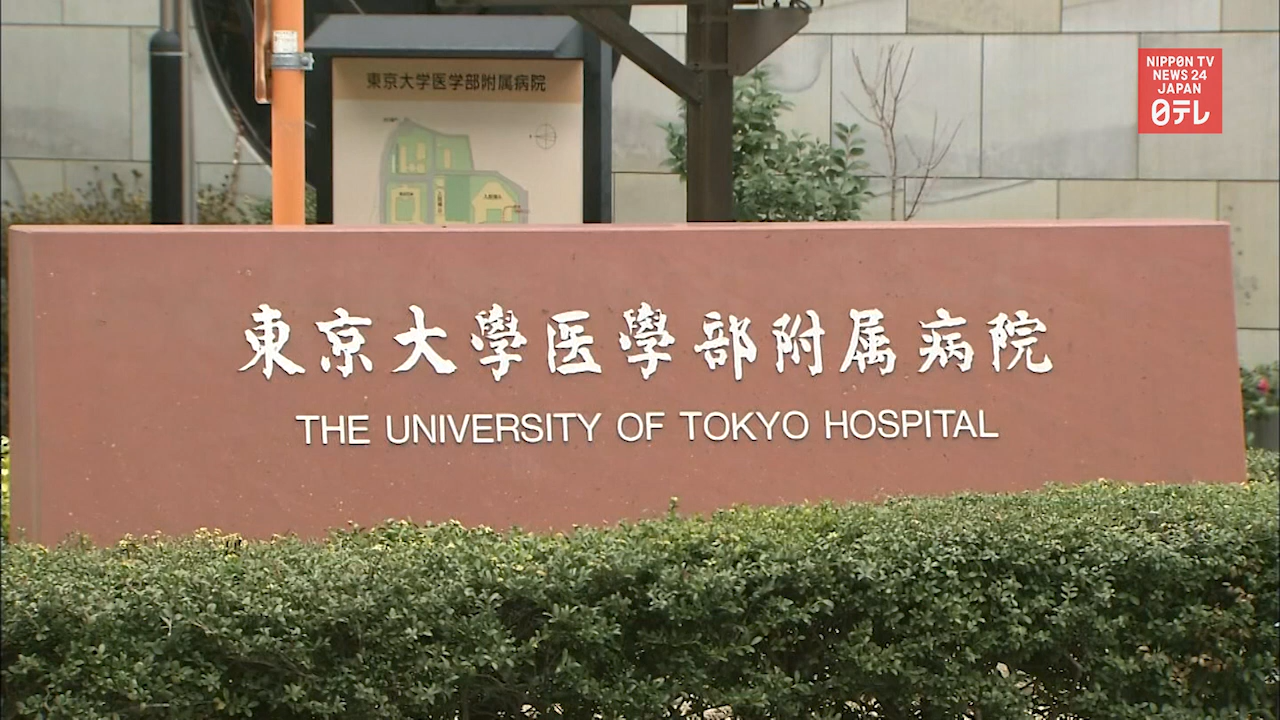 東京大学医学部附属病院
NIPPON TV
NEWS 24
JAPAN
日テレ
東京大學医學部附属病院
THE UNIVERSITY OF TOKYO HOSPITAL